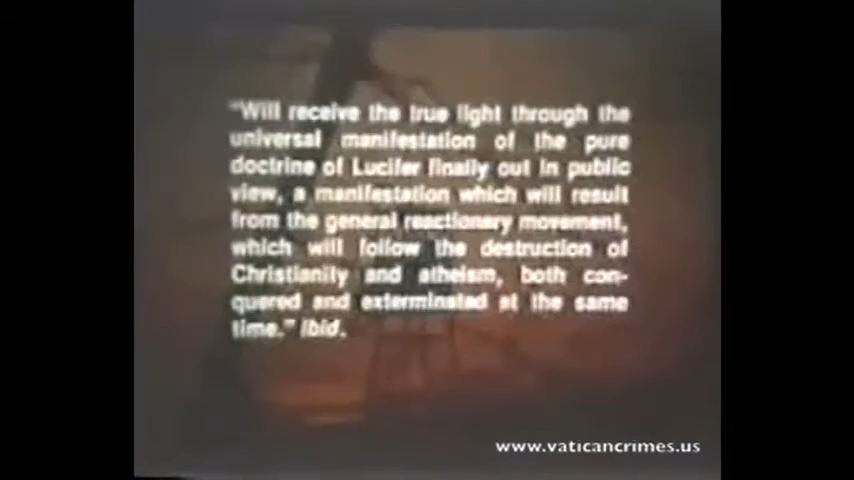 "Will receive the true light through the
universal manifestation of the pure
doctrine of Lucifer finally out in public
view, a manifestation which will result
from the general reactionary movement,
which will follow the destruction of
Christianity and atheism, both con-
quered and exterminated at the same
time." Ibid.
www.vaticancrimes.us